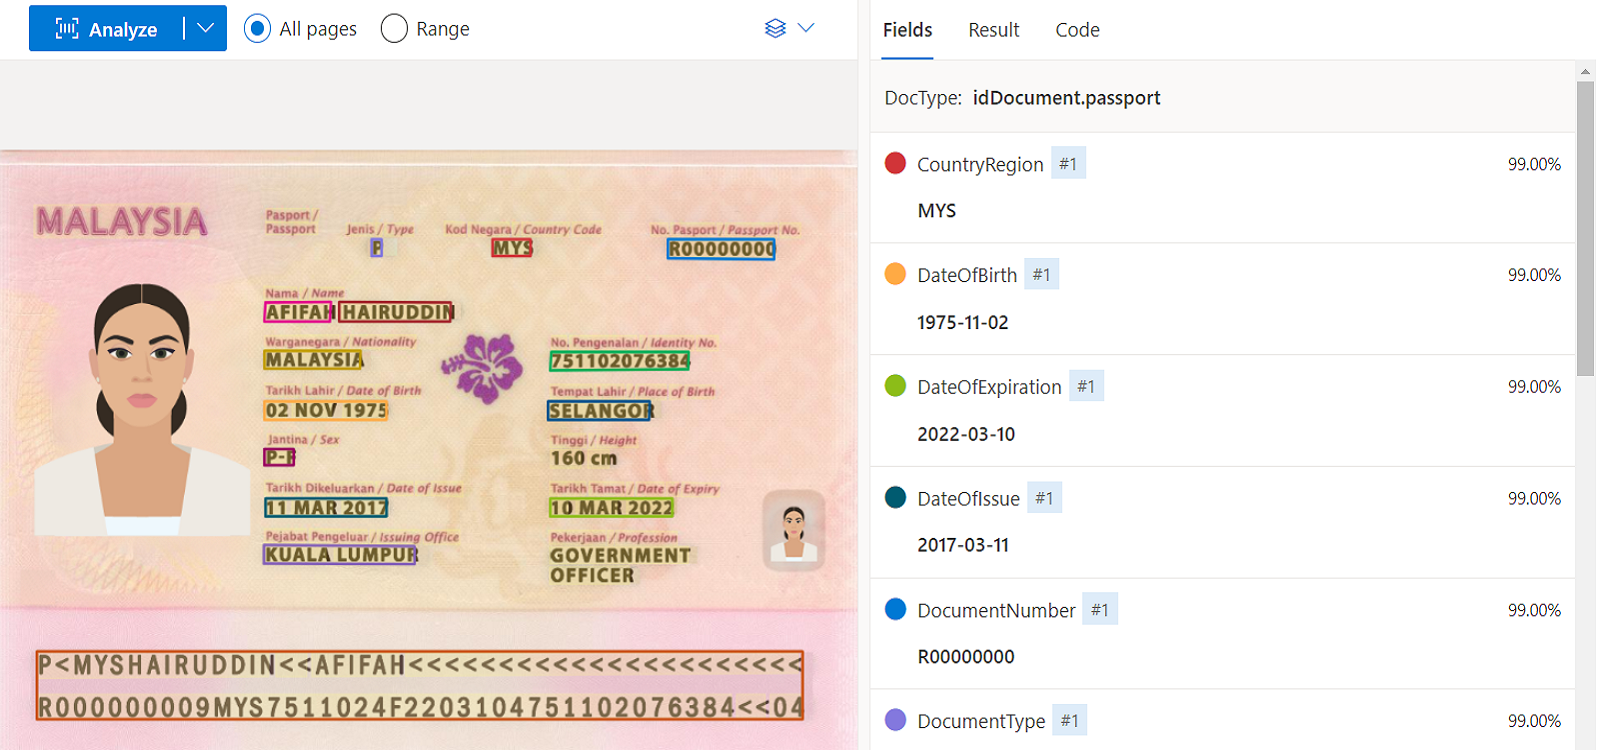 Analyze
All pages
Range
Fields
Result
Code
DocType: idDocument.passport
MALAYSIA
Pasport /
Passport
Jenis / Type
P
Kod Negara / Country Code
MYS
No. Pasport / Passport No.
R00000000
Nama / Name
AFIFAH HAIRUDDIN
Warganegara / Nationality
MALAYSIA
No. Pengenalan / Identity No.
751102076384
Tarikh Lahir / Date of Birth
02 NOV 1975
Tempat Lahir / Place of Birth
SELANGOR
Jantina / Sex
P-F
Tinggi / Height
160 cm
Tarikh Dikeluarkan / Date of Issue
11 MAR 2017
Tarikh Tamat / Date of Expiry
10 MAR 2022
Pejabat Pengeluar / Issuing Office
KUALA LUMPUR
Pekerjaan / Profession
GOVERNMENT
OFFICER
P<MYSHAIRUDDIN<<AFIFAH<<<<<<<<<<<<<<<<<<<<<<
R000000009MYS7511024F2203104751102076384<<04
CountryRegion #1 99.00%
MYS
DateOfBirth #1 99.00%
1975-11-02
DateOfExpiration #1 99.00%
2022-03-10
DateOfIssue #1 99.00%
2017-03-11
DocumentNumber #1 99.00%
R00000000
DocumentType #1 99.00%